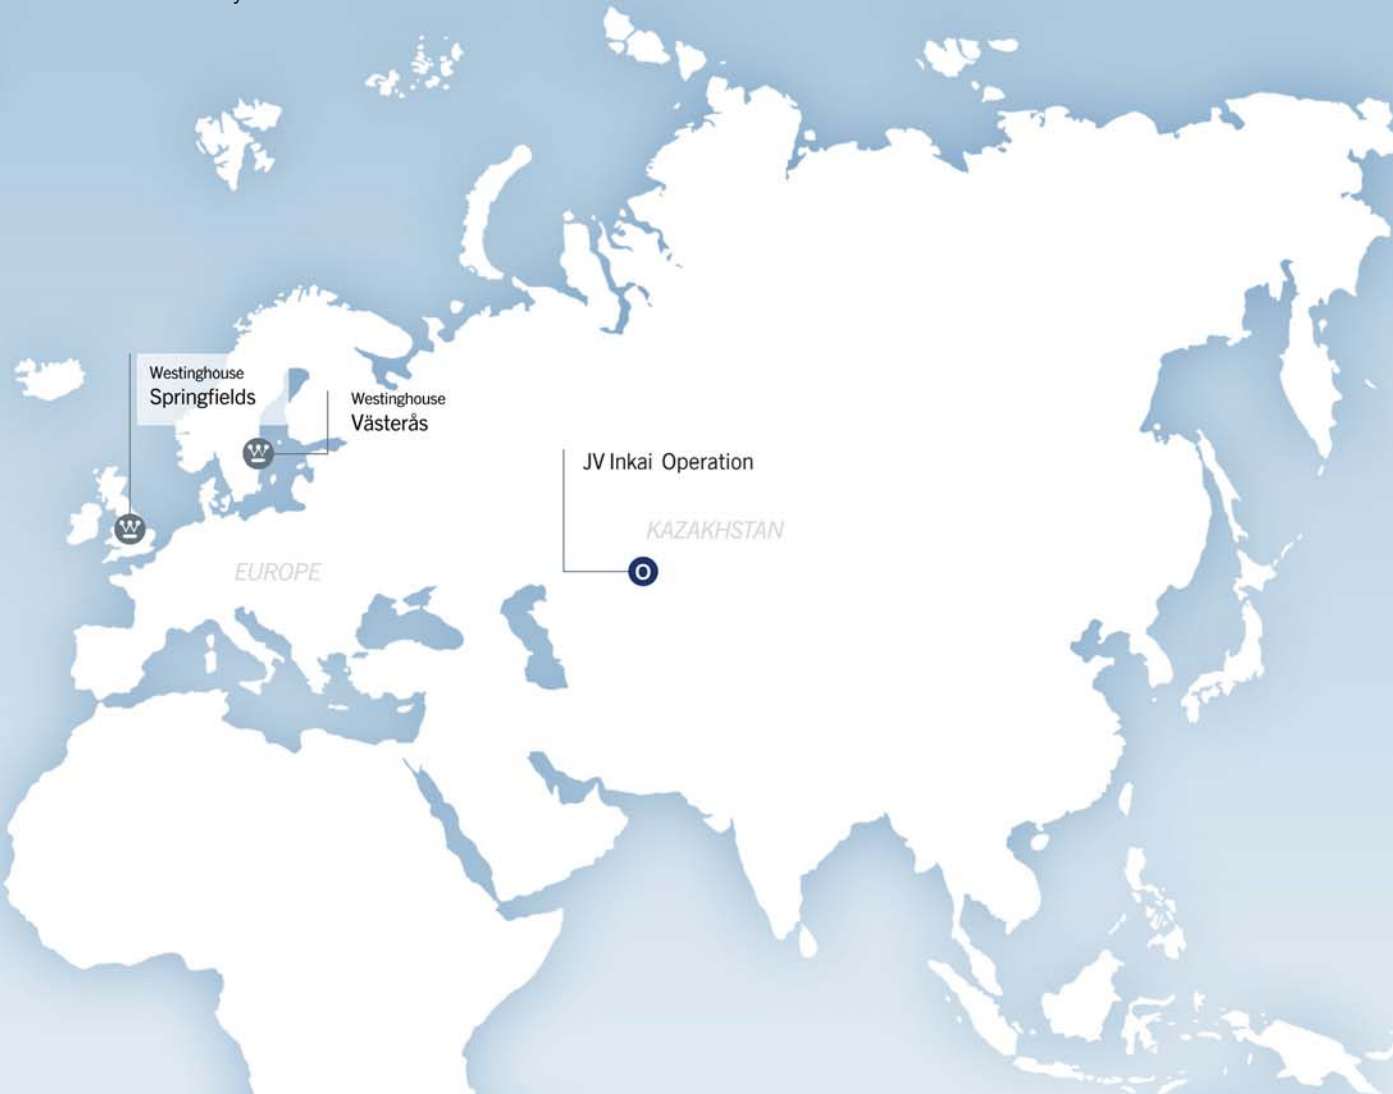 Westinghouse
Springfields
Westinghouse
Västerås
JV Inkai Operation
KAZAKHSTAN
O
EUROPE